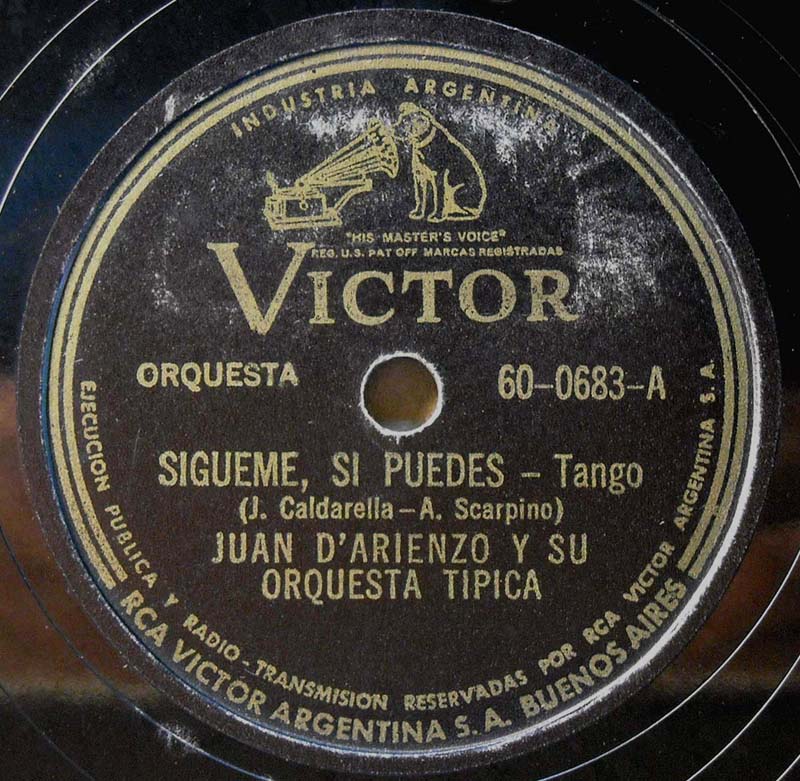 INDUSTRIA ARGENTINA
"HIS MASTER'S VOICE"
REG. U.S. PAT OFF MARCAS REGISTRADAS
VICTOR
ORQUESTA
60-0683-A
SIGUEME, SI PUEDES - Tango
(J. Caldarella - A. Scarpino)
JUAN D'ARIENZO Y SU
ORQUESTA TIPICA
EJECUCION PUBLICA Y RADIO-TRANSMISION RESERVADAS POR RCA VICTOR ARGENTINA S. A.
RCA VICTOR ARGENTINA S. A. BUENOS AIRES